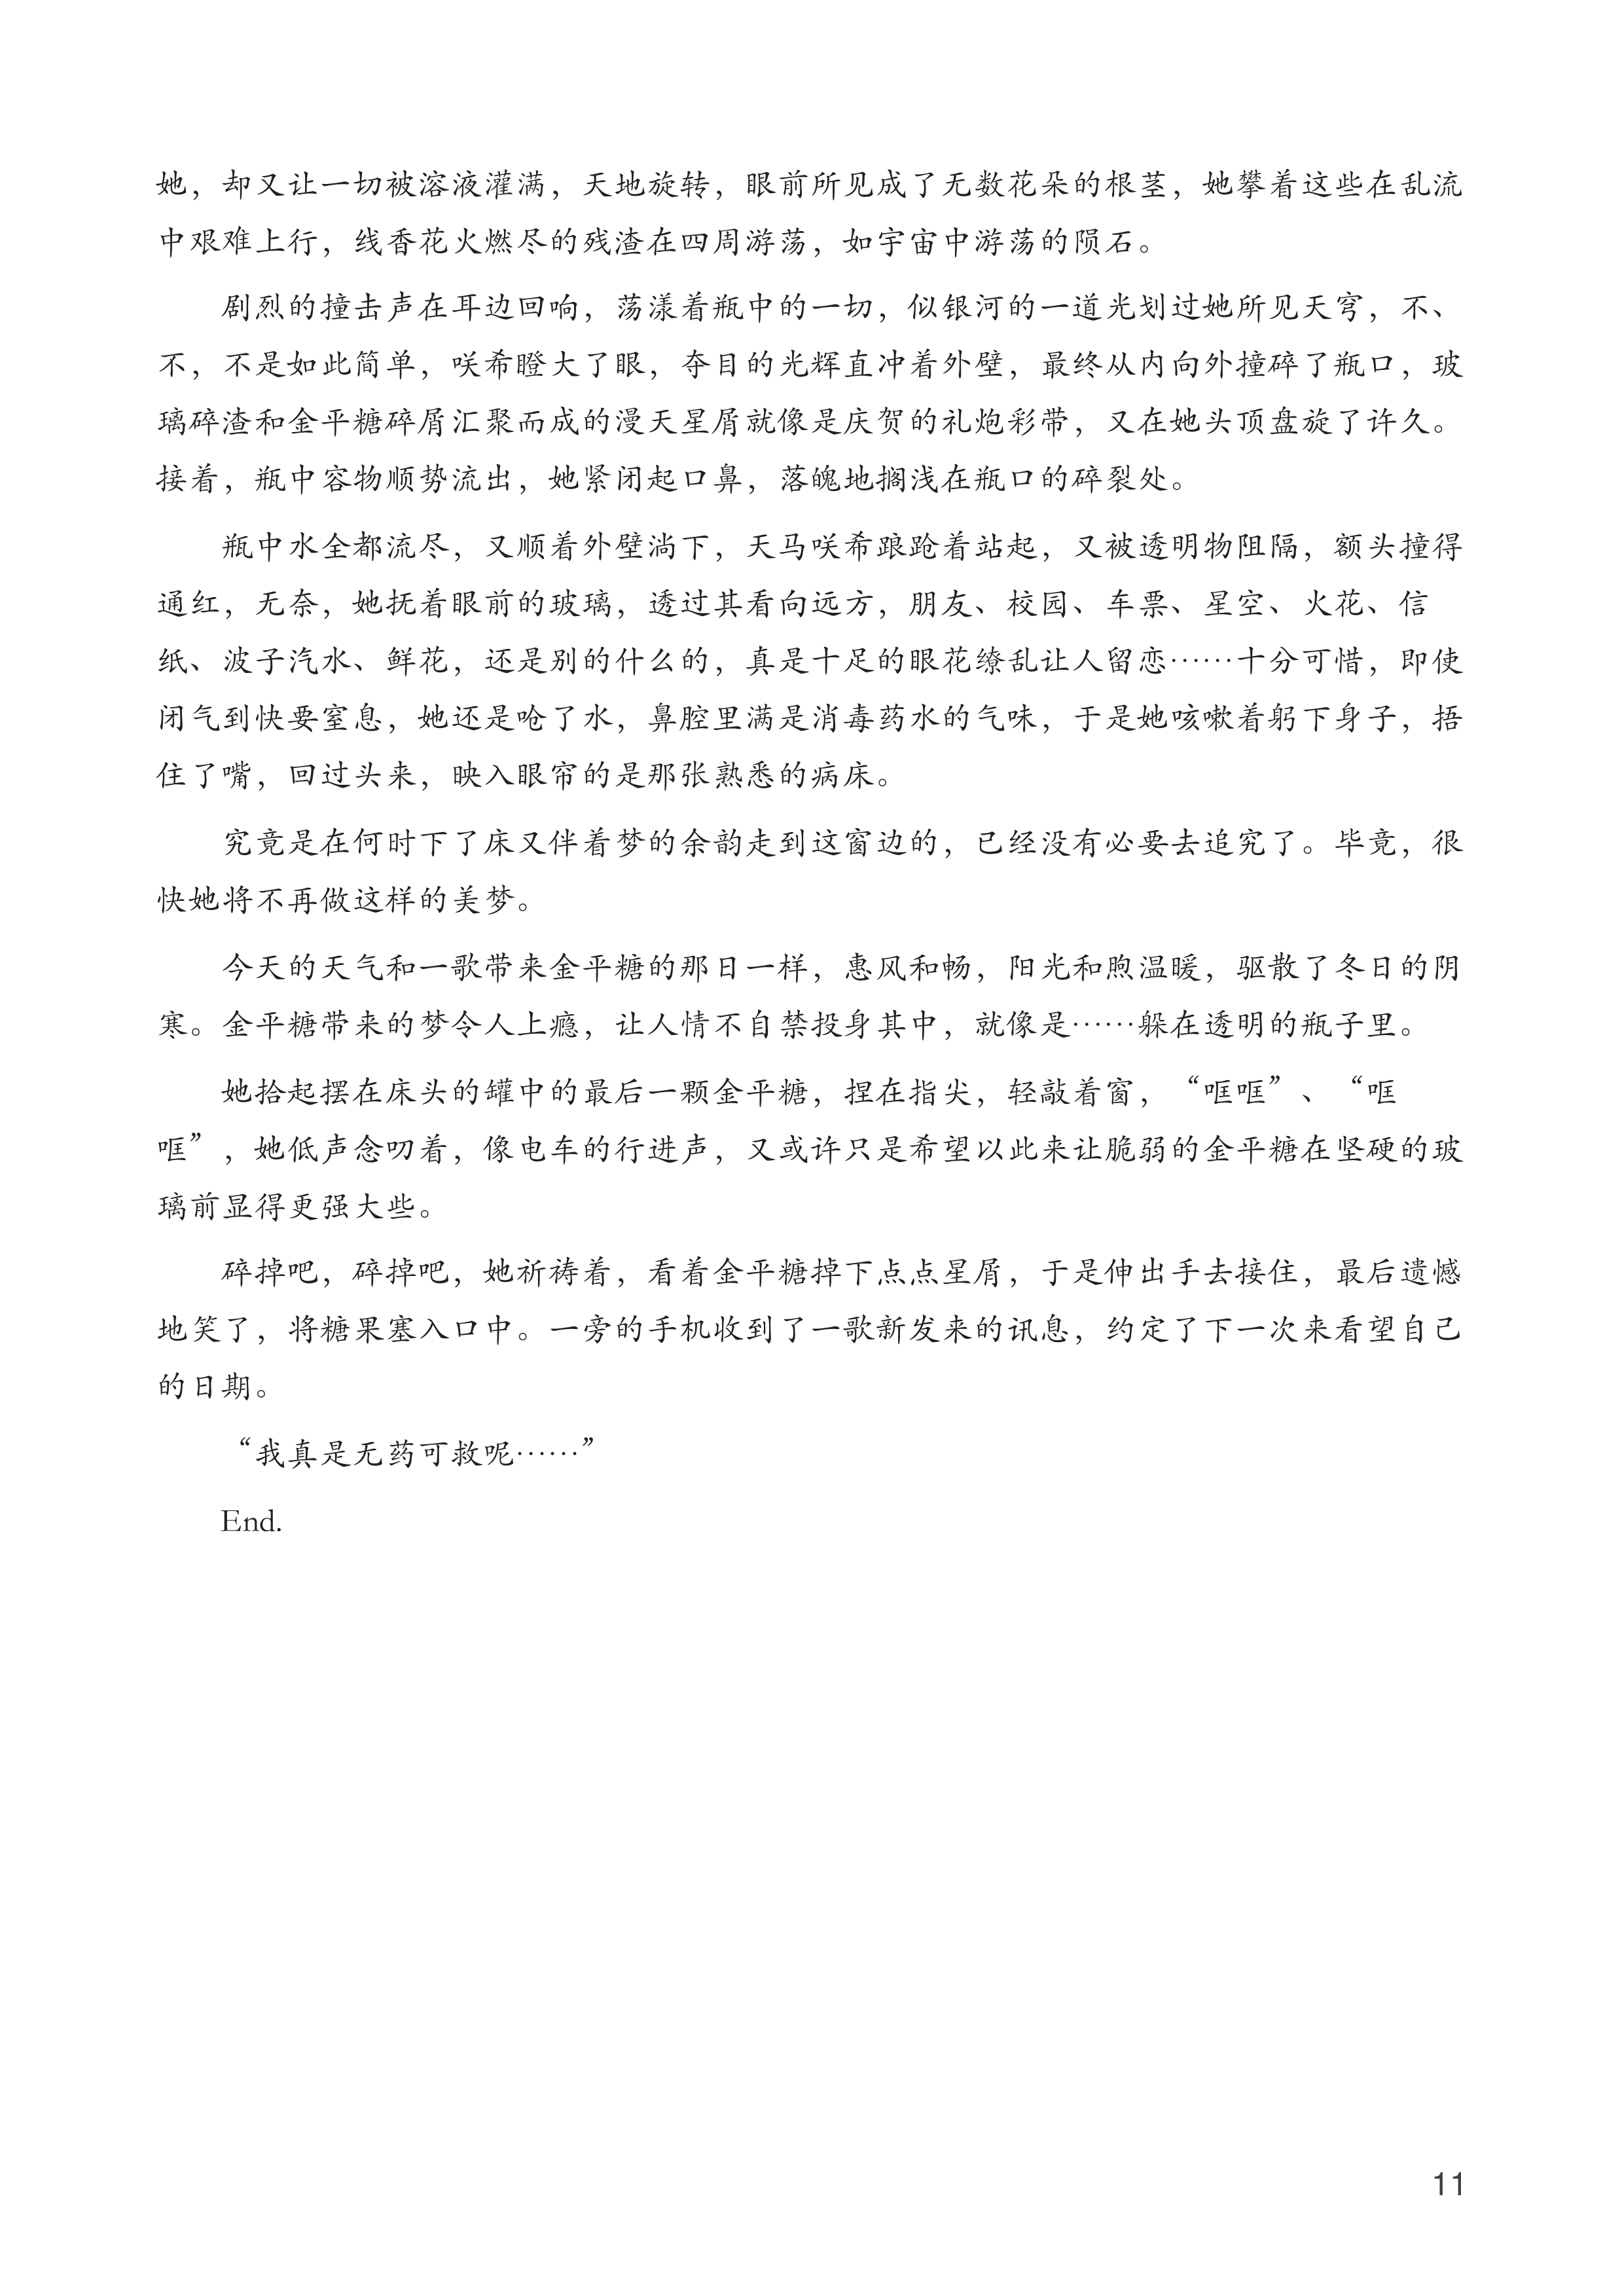 她，却又让一切被溶液灌满，天地旋转，眼前所见成了无数花朵的根茎，她攀着这些在乱流
中艰难上行，线香花火燃尽的残渣在四周游荡，如宇宙中游荡的陨石。
剧烈的撞击声在耳边回响，荡漾着瓶中的一切，似银河的一道光划过她所见天穹，不、
不，不是如此简单，咲希瞪大了眼，夺目的光辉直冲着外壁，最终从内向外撞碎了瓶口，玻
璃碎渣和金平糖碎屑汇聚而成的漫天星屑就像是庆贺的礼炮彩带，又在她头顶盘旋了许久。
接着，瓶中容物顺势流出，她紧闭起口鼻，落魄地搁浅在瓶口的碎裂处。
瓶中水全都流尽，又顺着外壁淌下，天马咲希踉跄着站起，又被透明物阻隔，额头撞得
通红，无奈，她抚着眼前的玻璃，透过其看向远方，朋友、校园、车票、星空、火花、信
纸、波子汽水、鲜花，还是别的什么的，真是十足的眼花缭乱让人留恋……十分可惜，即使
闭气到快要窒息，她还是呛了水，鼻腔里满是消毒药水的气味，于是她咳嗽着躬下身子，捂
住了嘴，回过头来，映入眼帘的是那张熟悉的病床。
究竟是在何时下了床又伴着梦的余韵走到这窗边的，已经没有必要去追究了。毕竟，很
快她将不再做这样的美梦。
今天的天气和一歌带来金平糖的那日一样，惠风和畅，阳光和煦温暖，驱散了冬日的阴
寒。金平糖带来的梦令人上瘾，让人情不自禁投身其中，就像是……躲在透明的瓶子里。
她拾起摆在床头的罐中的最后一颗金平糖，捏在指尖，轻敲着窗，“哐哐”、“哐
哐”，她低声念叨着，像电车的行进声，又或许只是希望以此来让脆弱的金平糖在坚硬的玻
璃前显得更强大些。
碎掉吧，碎掉吧，她祈祷着，看着金平糖掉下点点星屑，于是伸出手去接住，最后遗憾
地笑了，将糖果塞入口中。一旁的手机收到了一歌新发来的讯息，约定了下一次来看望自己
的日期。
“我真是无药可救呢……”
End.
11